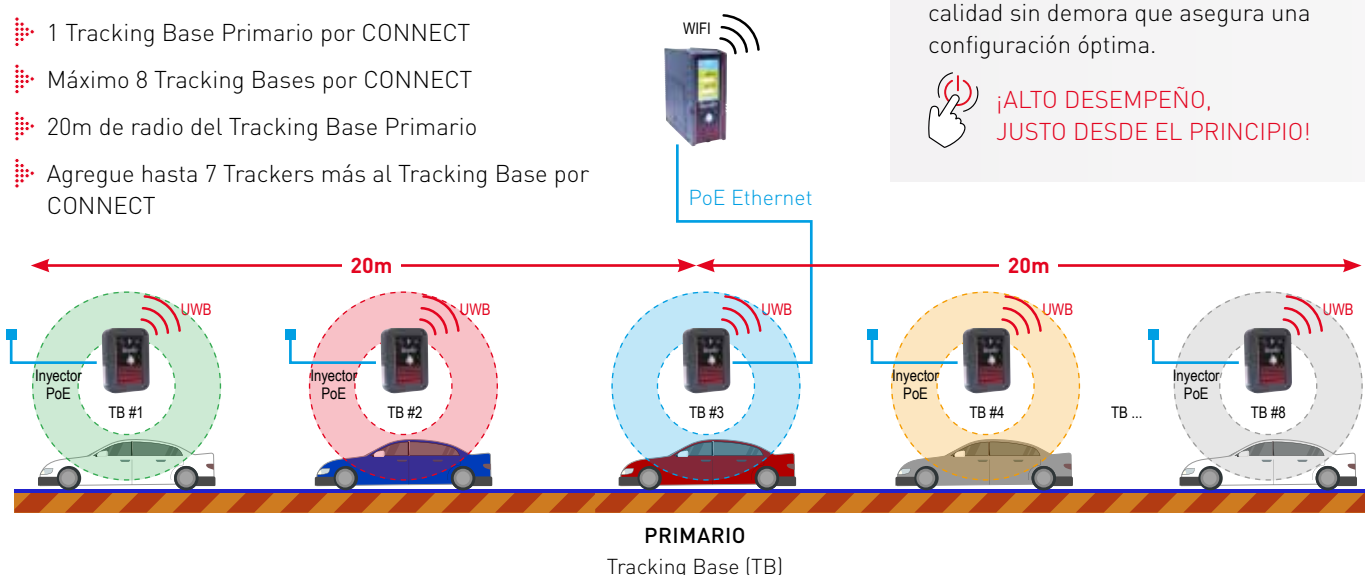 1 Tracking Base Primario por CONNECT
Máximo 8 Tracking Bases por CONNECT
20m de radio del Tracking Base Primario
Agregue hasta 7 Trackers más al Tracking Base por
CONNECT
WIFI
calidad sin demora que asegura una
configuración óptima.
¡ALTO DESEMPEÑO,
JUSTO DESDE EL PRINCIPIO!
PoE Ethernet
20m
20m
UWB
UWB
UWB
UWB
UWB
Inyector
PoE
Inyector
PoE
Inyector
PoE
Inyector
PoE
TB #1
TB #2
TB #3
TB #4
TB ...
TB #8
PRIMARIO
Tracking Base (TB)